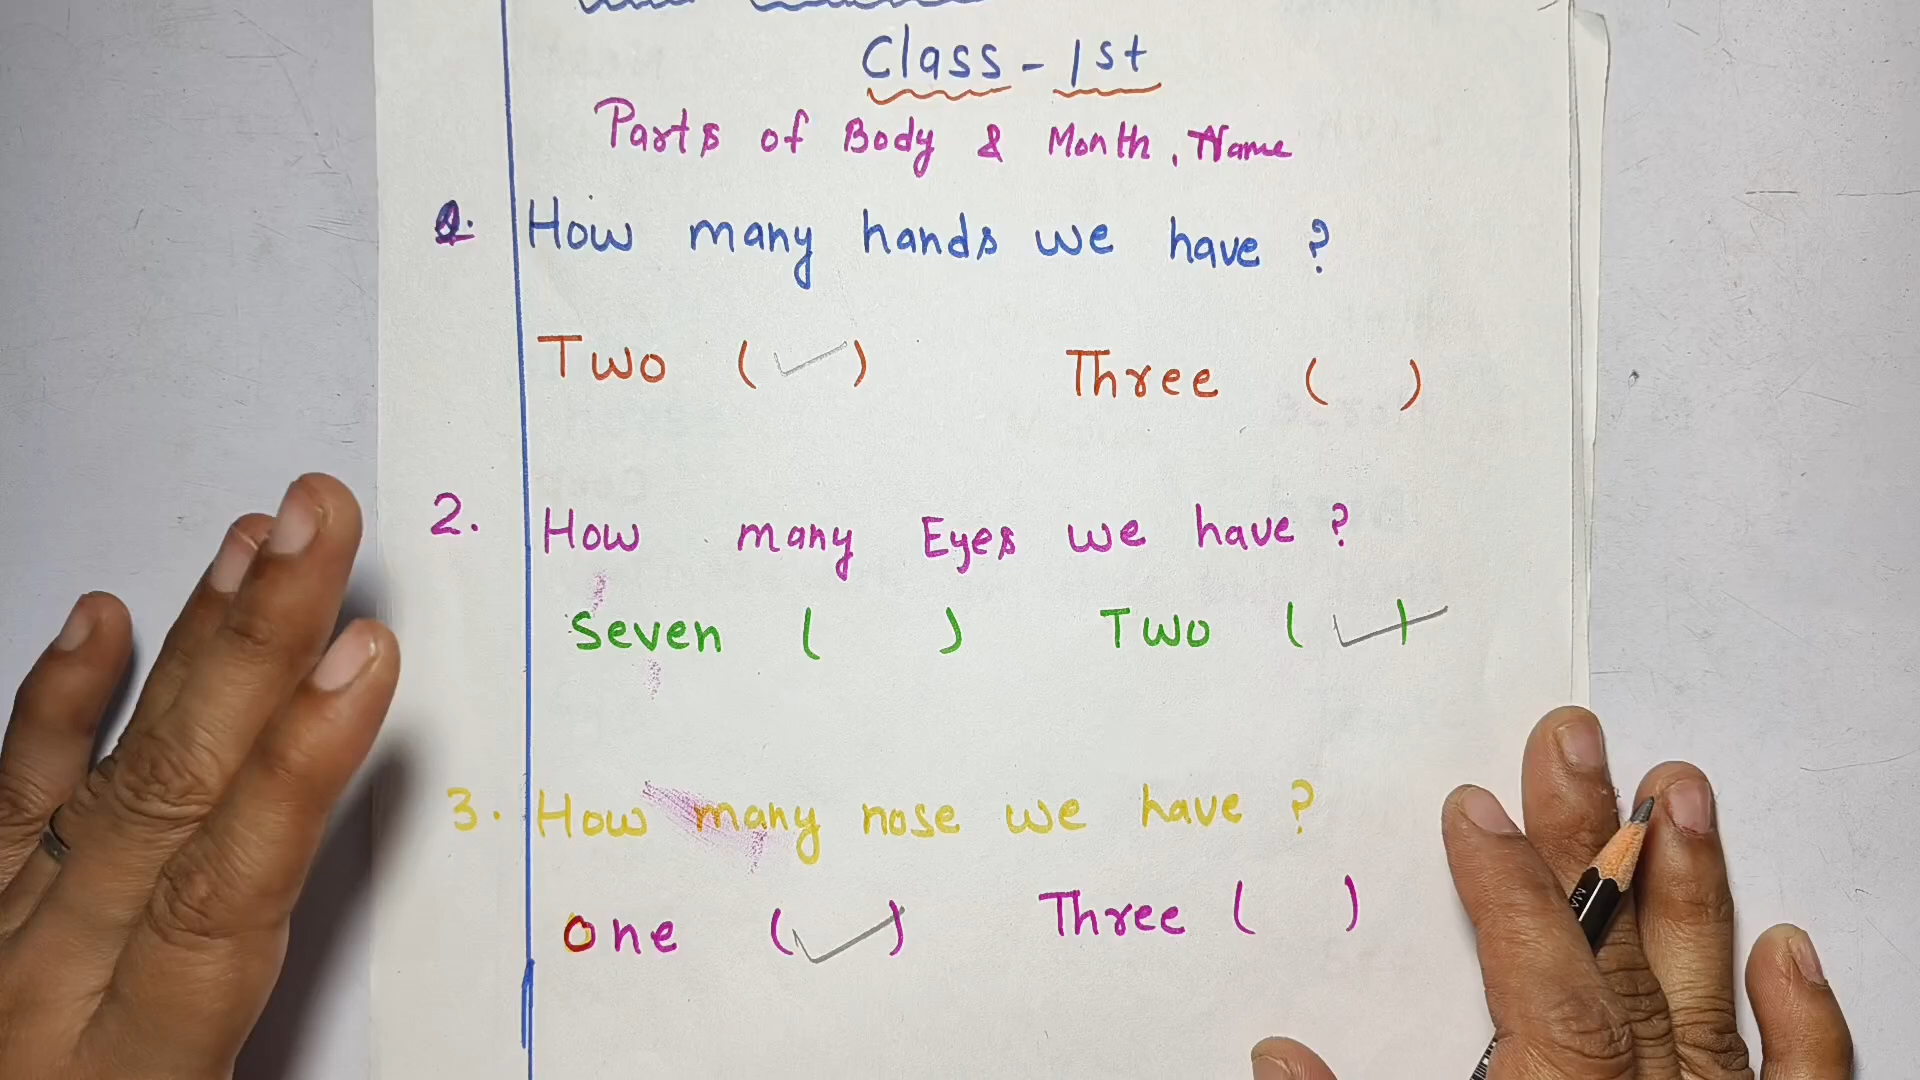 Class - 1st
Parts of Body & Month, Name
Q. How many hands we have ?
Two ( ✓ ) Three ( )
2. How many Eyes we have ?
Seven ( ) Two ( ✓ )
3. How many nose we have ?
One ( ✓ ) Three ( )